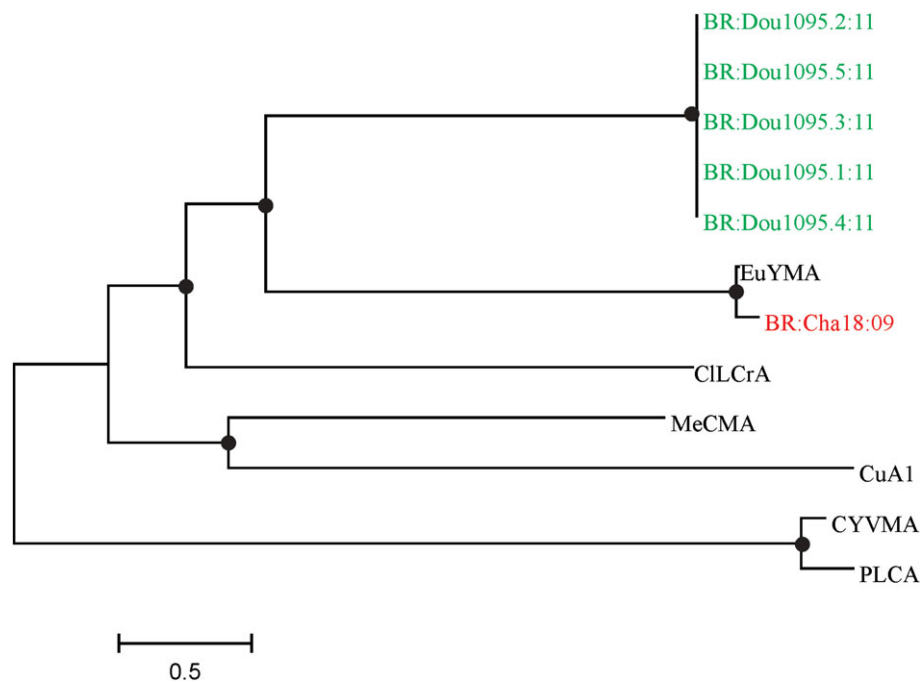 BR:Dou1095.2:11
BR:Dou1095.5:11
BR:Dou1095.3:11
BR:Dou1095.1:11
BR:Dou1095.4:11
EuYMA
BR:Cha18:09
ClLCrA
MeCMA
CuA1
CYVMA
PLCA
0.5